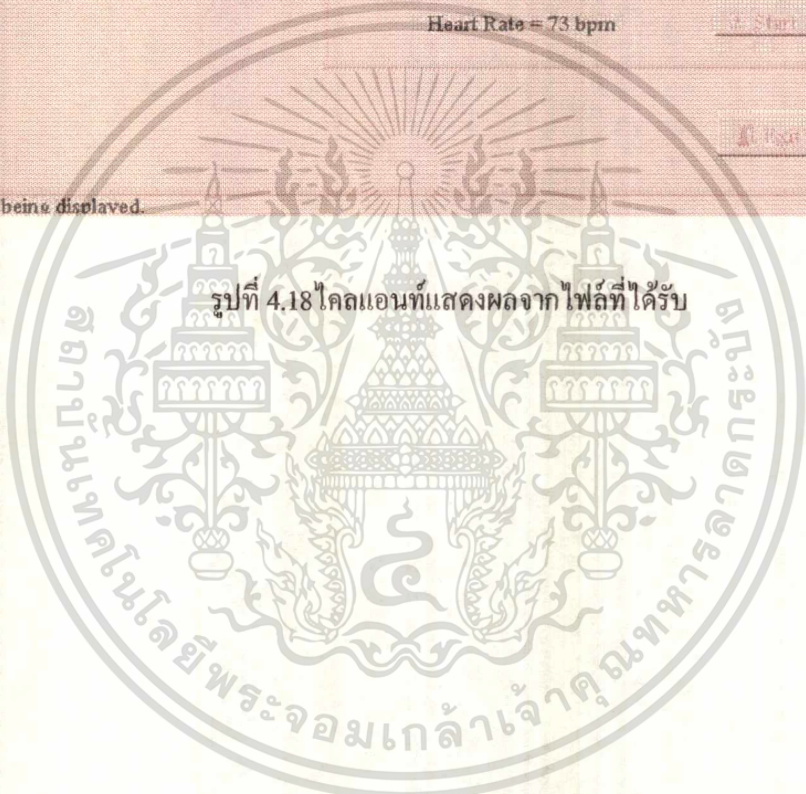 Heart Rate = 73 bpm
Start
being displayed.
รูปที่ 4.18ไคลแอนท์แสดงผลจากไฟล์ที่ได้รับ
สถาบันเทคโนโลยีพระจอมเกล้าเจ้าคุณทหารลาดกระบัง